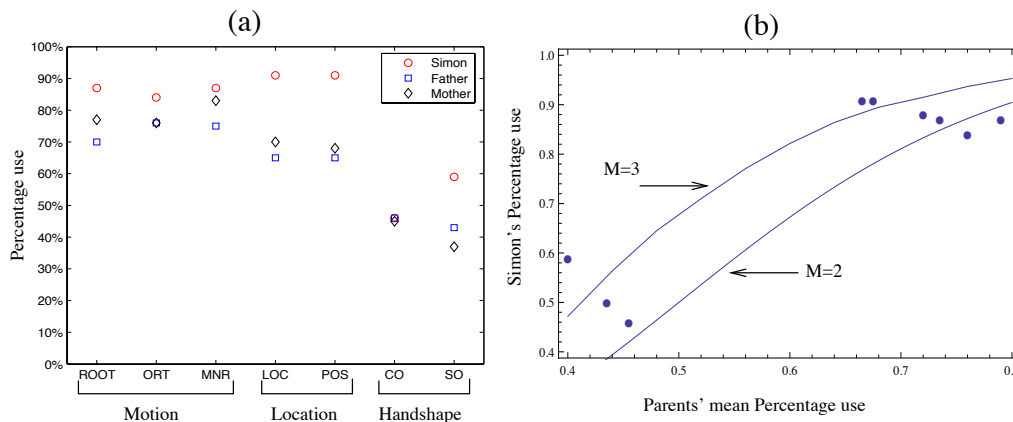 (a)
100%
90%
80%
70%
60%
50%
40%
30%
20%
10%
0%
Percentage use
Simon
Father
Mother
ROOT ORT MNR LOC POS CO SO
Motion Location Handshape
(b)
1.0
0.9
0.8
0.7
0.6
0.5
0.4
Simon's Percentage use
M=3
M=2
0.4 0.5 0.6 0.7
Parents' mean Percentage use